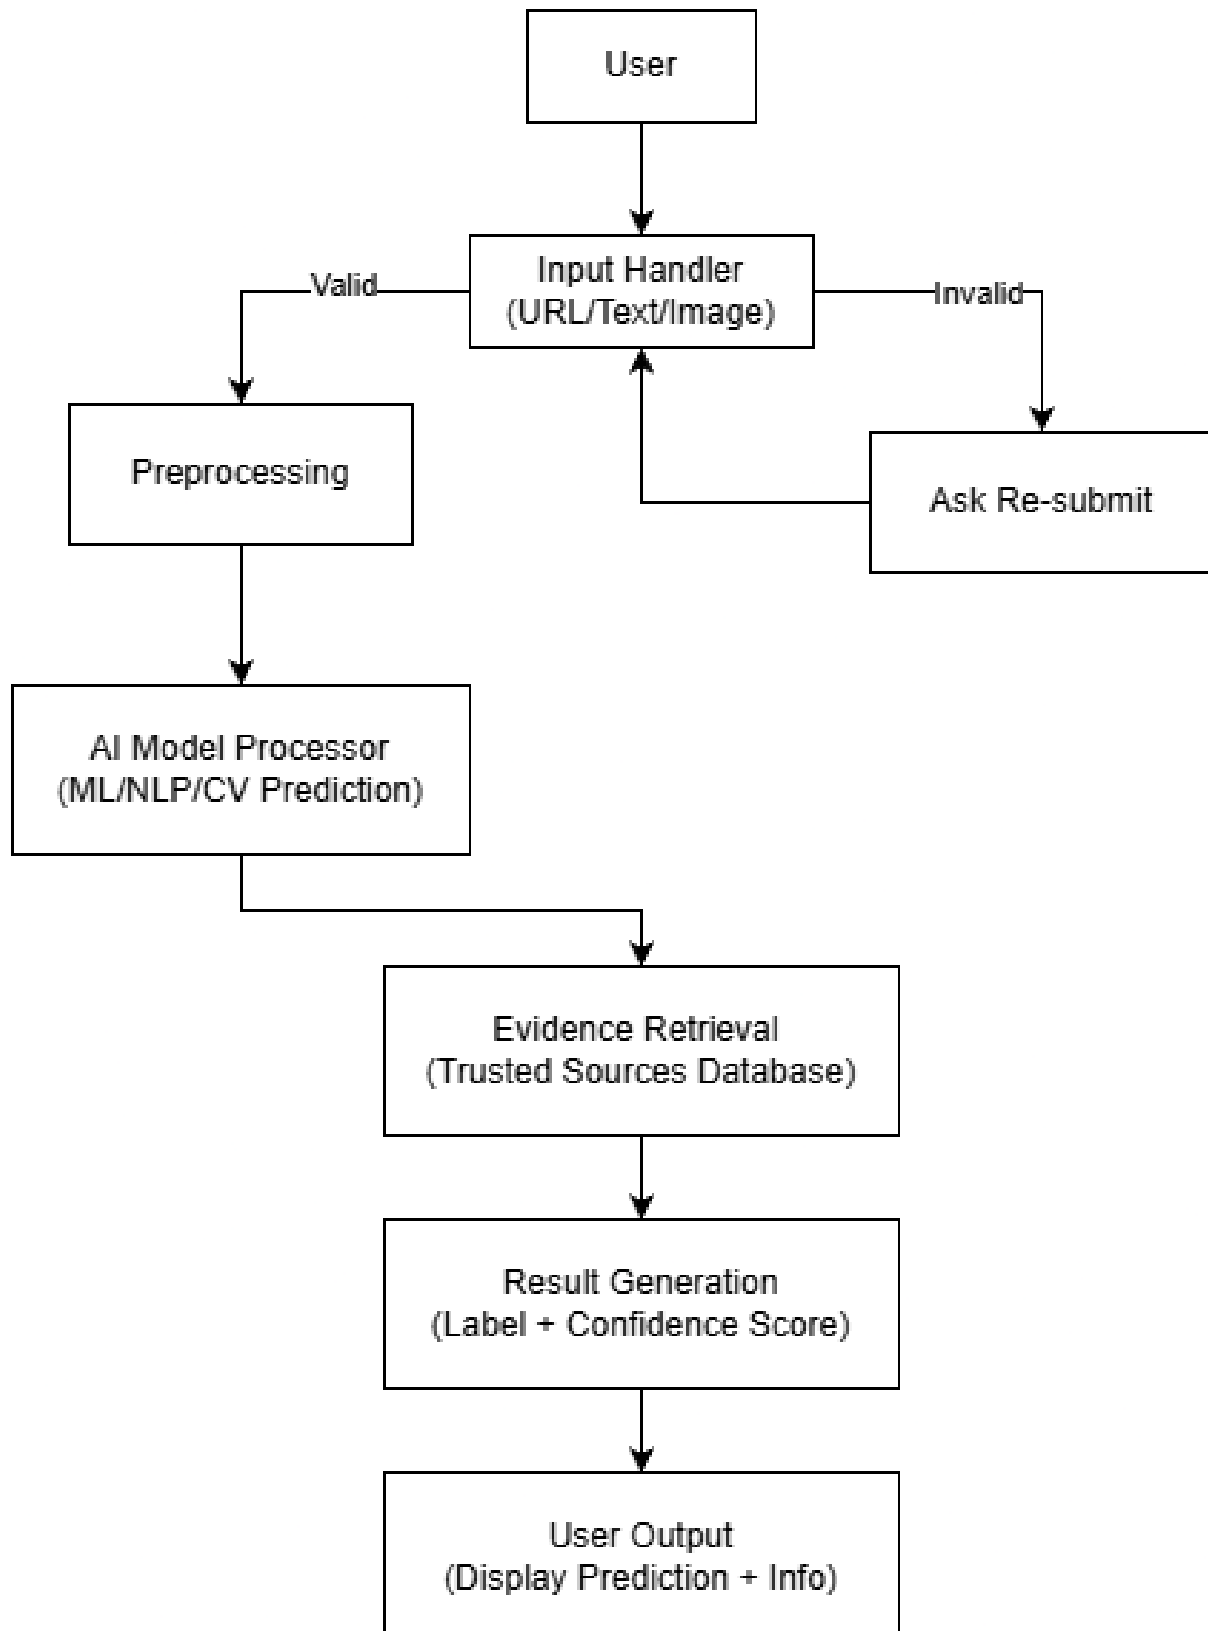 User
Input Handler
(URL/Text/Image)
Valid
Invalid
Preprocessing
Ask Re-submit
AI Model Processor
(ML/NLP/CV Prediction)
Evidence Retrieval
(Trusted Sources Database)
Result Generation
(Label + Confidence Score)
User Output
(Display Prediction + Info)